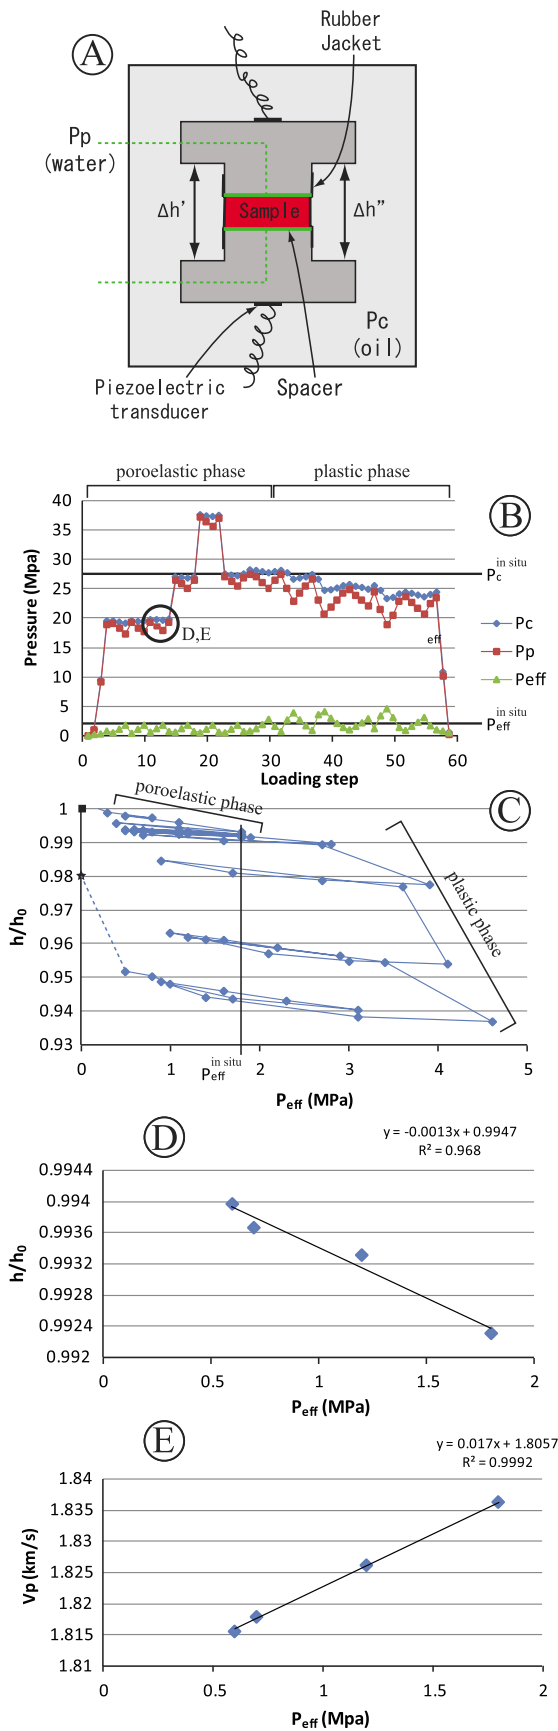 A
Rubber
Jacket
Pp
(water)
Δh'
Sample
Δh"
Pc
(oil)
Piezoelectric
transducer
Spacer
poroelastic phase
plastic phase
B
40
35
30
25
20
15
10
5
0
Pressure (Mpa)
Pc in situ
D,E
eff
Pc
Pp
Peff
Peff in situ
0
10
20
30
40
50
60
Loading step
C
poroelastic phase
plastic phase
1
0.99
0.98
0.97
0.96
0.95
0.94
0.93
h/h0
Peff in situ
0
1
2
3
4
5
Peff (MPa)
D
y = -0.0013x + 0.9947
R² = 0.968
0.9944
0.994
0.9936
0.9932
0.9928
0.9924
0.992
h/h0
0
0.5
1
1.5
2
Peff (MPa)
E
y = 0.017x + 1.8057
R² = 0.9992
1.84
1.835
1.83
1.825
1.82
1.815
1.81
Vp (km/s)
0
0.5
1
1.5
2
Peff (Mpa)